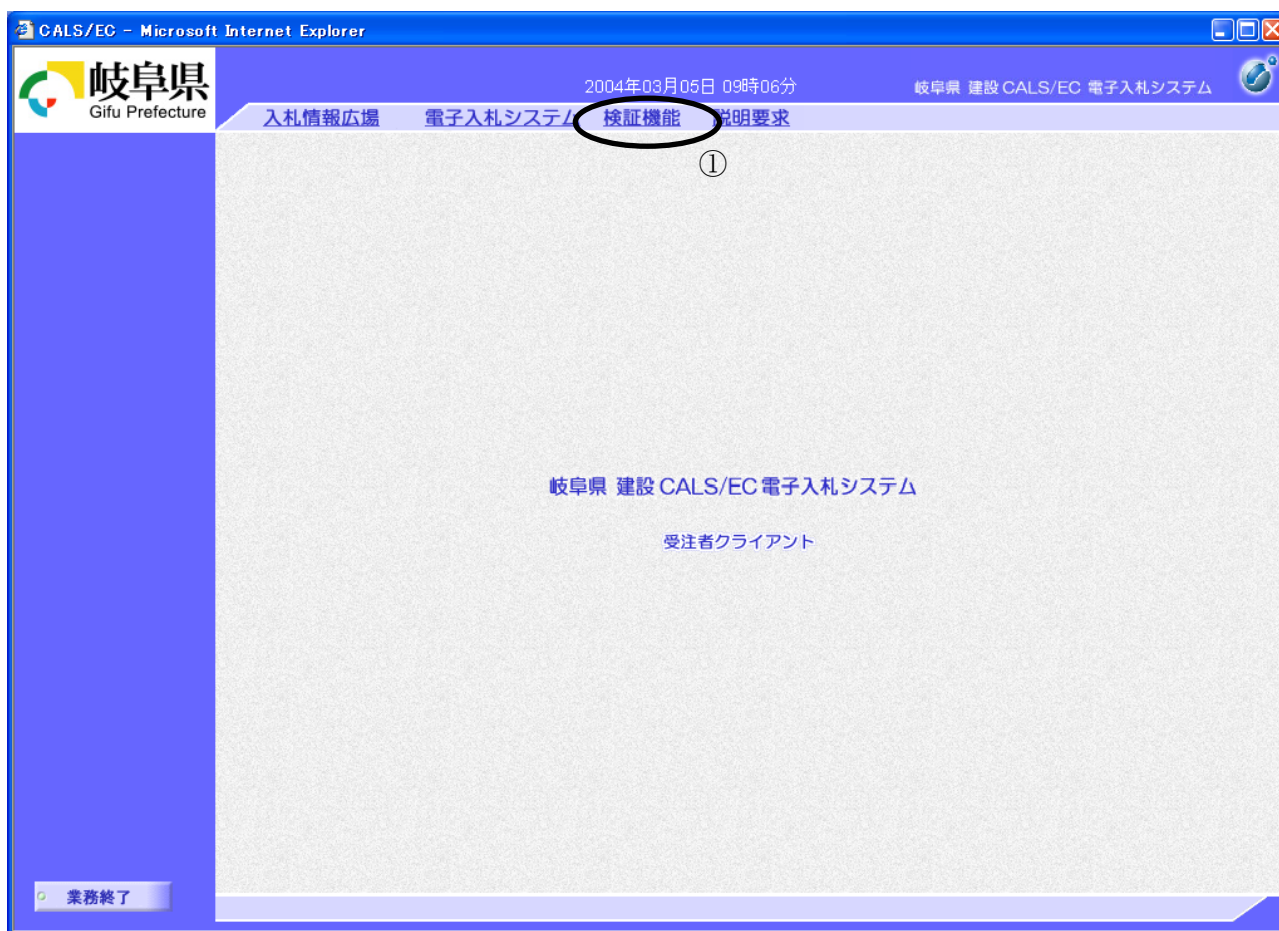 CALS/EC - Microsoft Internet Explorer
岐阜県
Gifu Prefecture
2004年03月05日 09時06分
岐阜県 建設 CALS/EC 電子入札システム
入札情報広場 電子入札システム 検証機能 説明要求
①
岐阜県 建設 CALS/EC 電子入札システム
受注者クライアント
業務終了